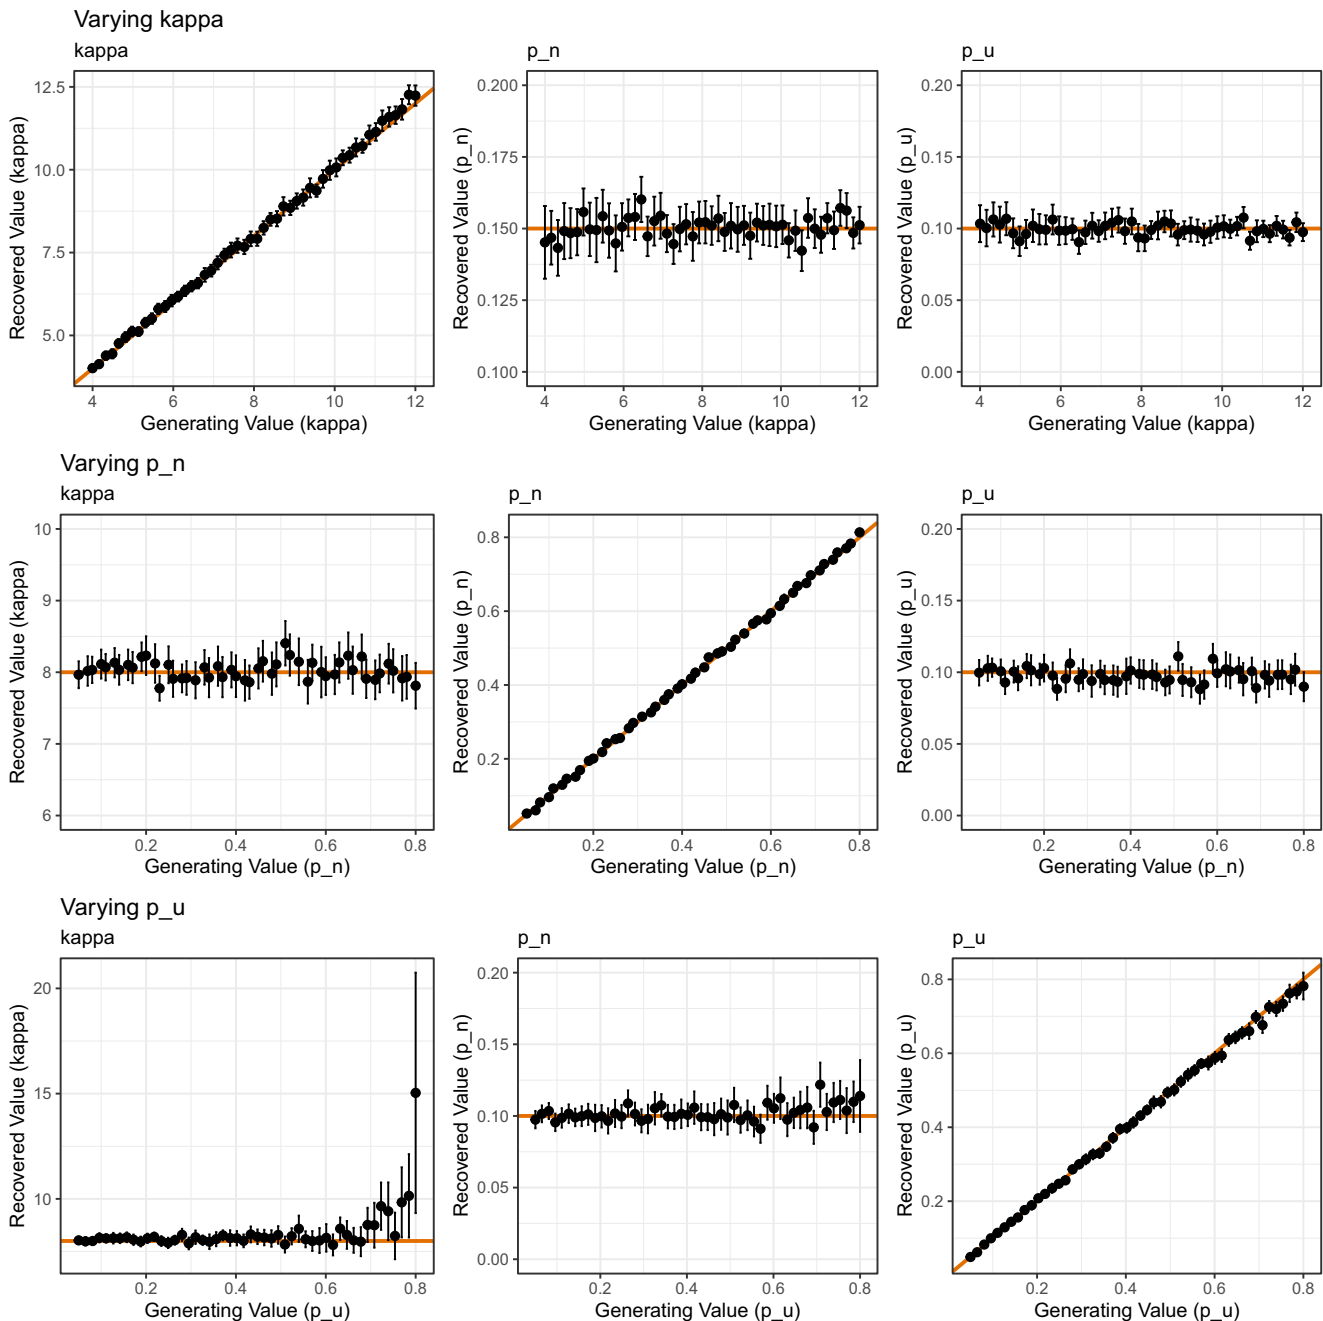 Varying kappa
kappa
p_n
p_u
Recovered Value (kappa)
12.5
10.0
7.5
5.0
4 6 8 10 12
Generating Value (kappa)
Recovered Value (p_n)
0.200
0.175
0.150
0.125
0.100
4 6 8 10 12
Generating Value (kappa)
Recovered Value (p_u)
0.20
0.15
0.10
0.05
0.00
4 6 8 10 12
Generating Value (kappa)
Varying p_n
kappa
p_n
p_u
Recovered Value (kappa)
10
9
8
7
6
0.2 0.4 0.6 0.8
Generating Value (p_n)
Recovered Value (p_n)
0.8
0.6
0.4
0.2
0.2 0.4 0.6 0.8
Generating Value (p_n)
Recovered Value (p_u)
0.20
0.15
0.10
0.05
0.00
0.2 0.4 0.6 0.8
Generating Value (p_n)
Varying p_u
kappa
p_n
p_u
Recovered Value (kappa)
20
15
10
0.2 0.4 0.6 0.8
Generating Value (p_u)
Recovered Value (p_n)
0.20
0.15
0.10
0.05
0.00
0.2 0.4 0.6 0.8
Generating Value (p_u)
Recovered Value (p_u)
0.8
0.6
0.4
0.2
0.2 0.4 0.6 0.8
Generating Value (p_u)